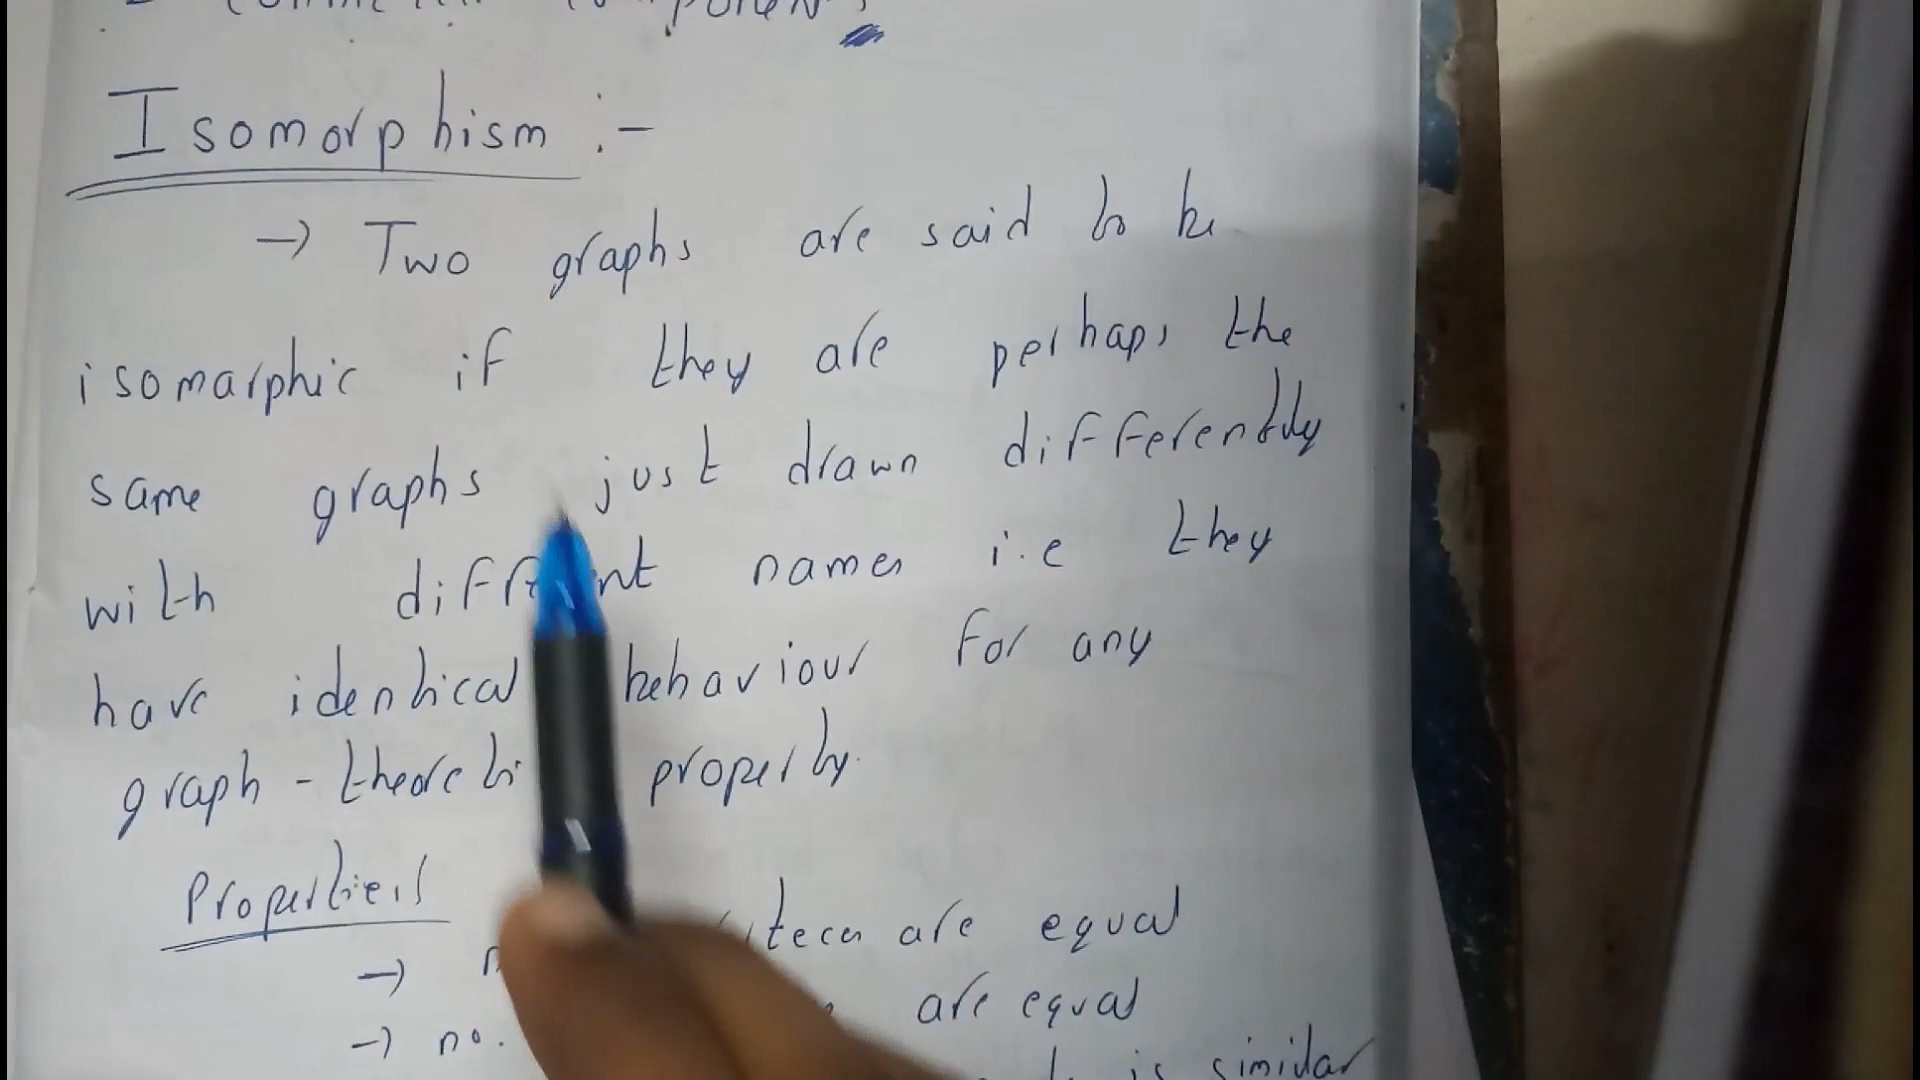 Isomorphism :-
→ Two graphs are said to be
isomorphic if they are perhaps the
same graphs just drawn differently
with different names i.e they
have identical behaviour for any
graph - theoretic property.
Properties
→ are equal
→ no. are equal
is similar